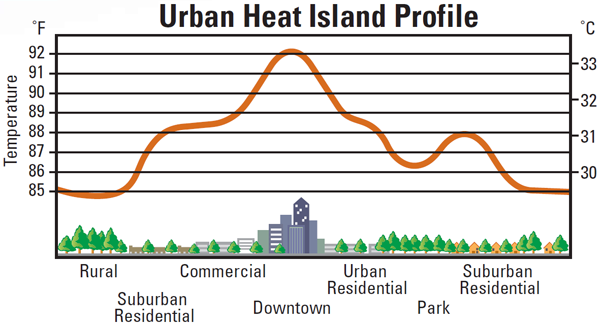 Urban Heat Island Profile
°F
°C
Temperature
92
91
90
89
88
87
86
85
33
32
31
30
Rural
Suburban
Residential
Commercial
Downtown
Urban
Residential
Park
Suburban
Residential